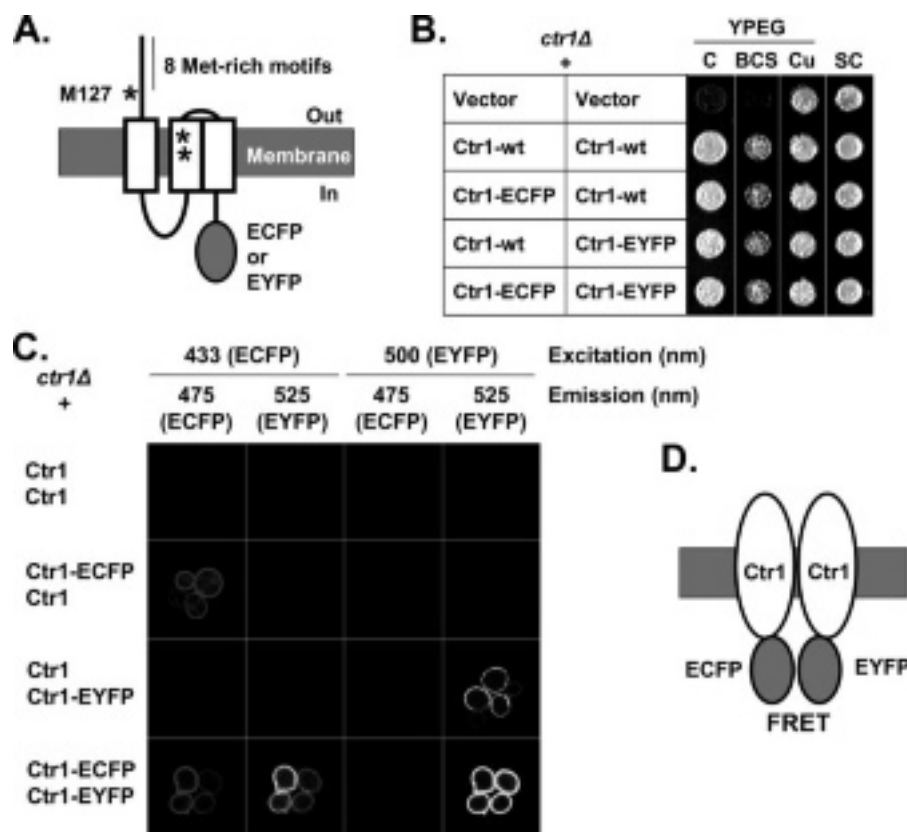 A.
8 Met-rich motifs
M127 *
Out
**
Membrane
In
ECFP
or
EYFP
B.
ctr1Δ
+
YPEG
C BCS Cu SC
Vector Vector
Ctr1-wt Ctr1-wt
Ctr1-ECFP Ctr1-wt
Ctr1-wt Ctr1-EYFP
Ctr1-ECFP Ctr1-EYFP
C.
ctr1Δ
+
433 (ECFP) 500 (EYFP) Excitation (nm)
475 525 475 525 Emission (nm)
(ECFP) (EYFP) (ECFP) (EYFP)
Ctr1
Ctr1
Ctr1-ECFP
Ctr1
Ctr1
Ctr1-EYFP
Ctr1-ECFP
Ctr1-EYFP
D.
Ctr1 Ctr1
ECFP EYFP
FRET